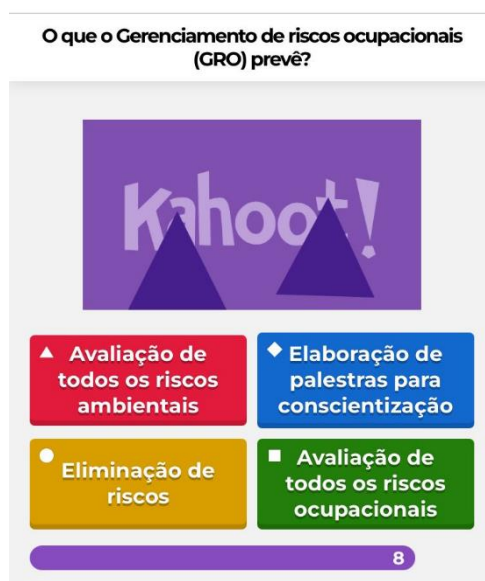 O que o Gerenciamento de riscos ocupacionais
(GRO) prevê?
Kahoot!
Avaliação de
todos os riscos
ambientais
Elaboração de
palestras para
conscientização
Eliminação de
riscos
Avaliação de
todos os riscos
ocupacionais
8